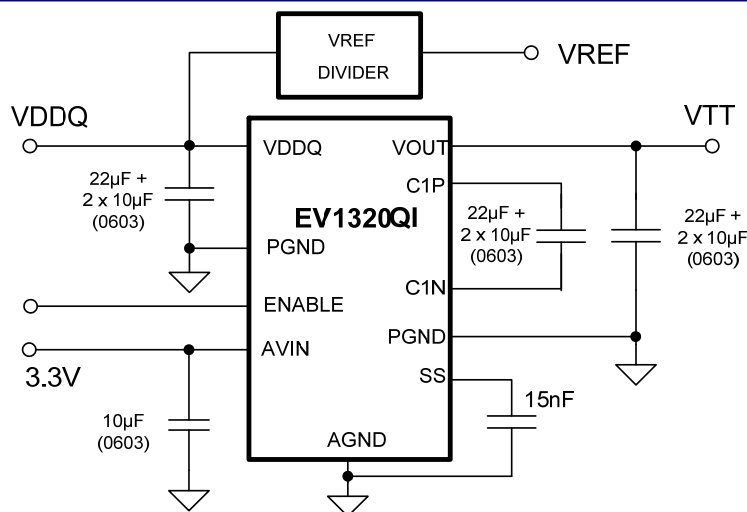 VREF
DIVIDER
VREF
VDDQ
VTT
VDDQ
VOUT
22µF +
2 x 10µF
(0603)
C1P
EV1320QI
22µF +
2 x 10µF
(0603)
22µF +
2 x 10µF
(0603)
PGND
C1N
ENABLE
PGND
AVIN
3.3V
SS
15nF
10µF
(0603)
AGND